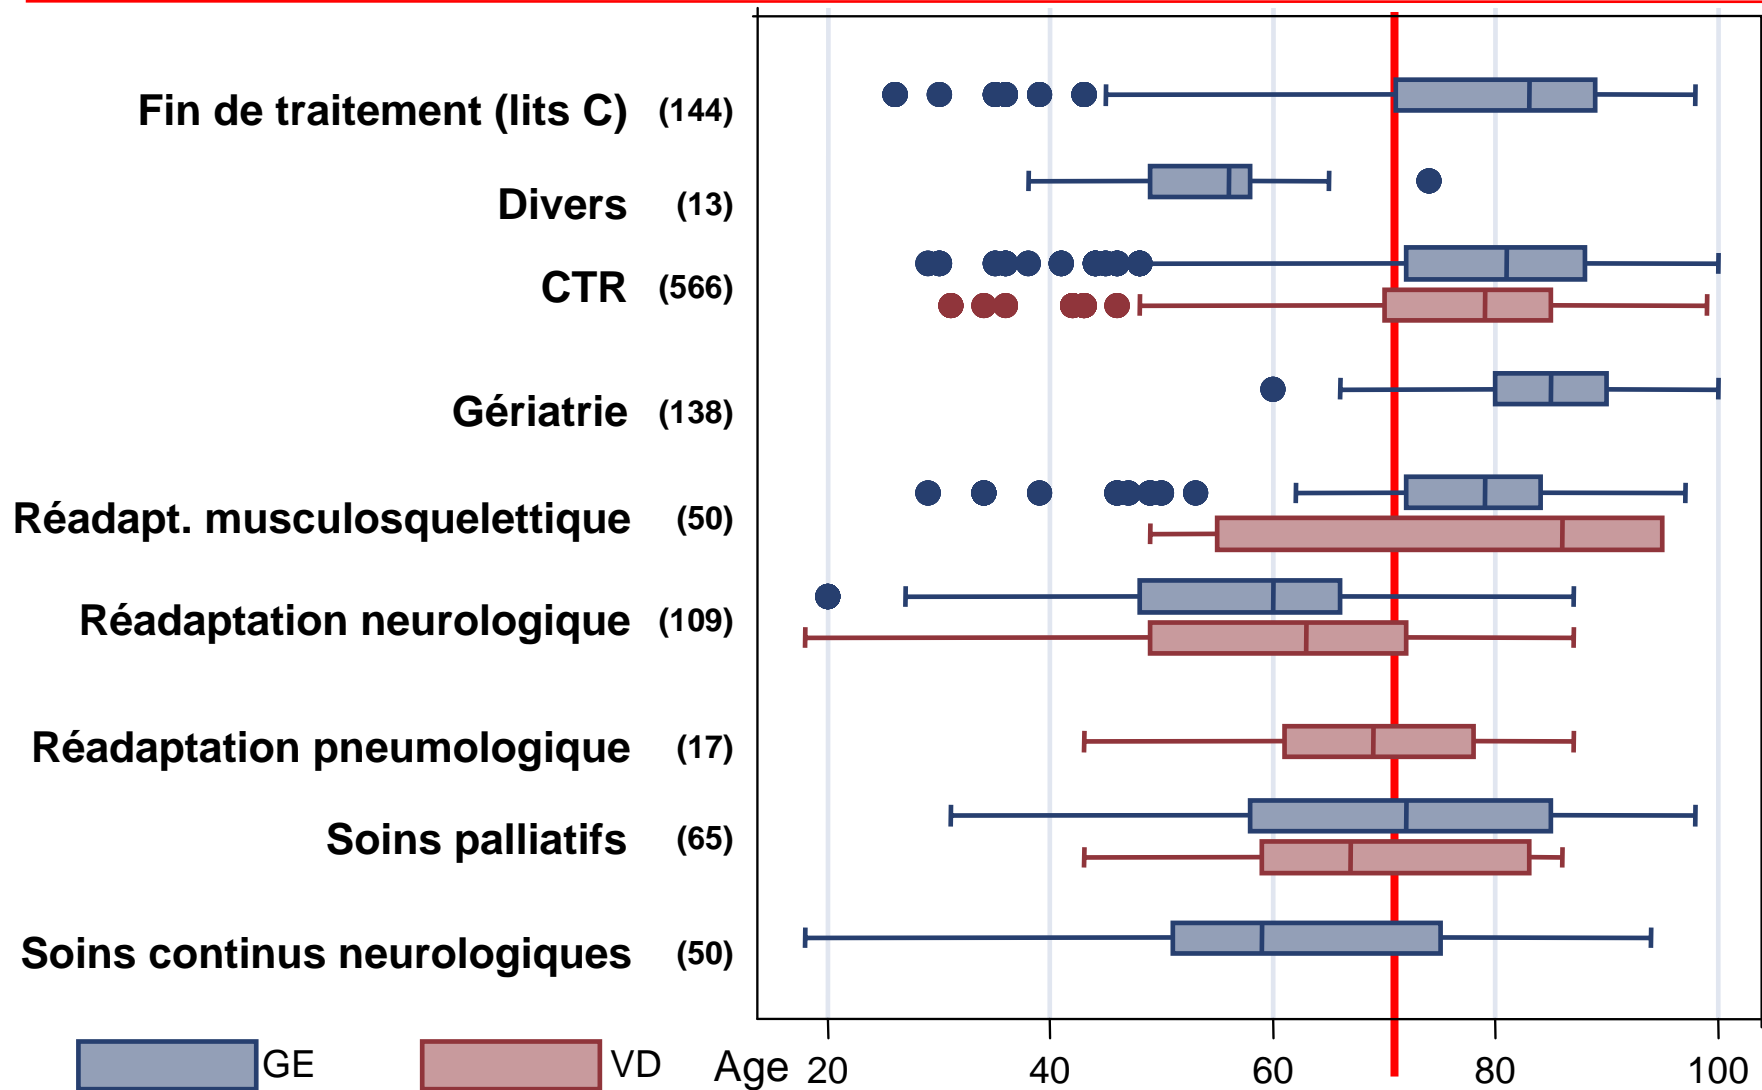 Fin de traitement (lits C) (144)
Divers (13)
CTR (566)
Gériatrie (138)
Réadapt. musculosquelettique (50)
Réadaptation neurologique (109)
Réadaptation pneumologique (17)
Soins palliatifs (65)
Soins continus neurologiques (50)
GE VD Age 20 40 60 80 100